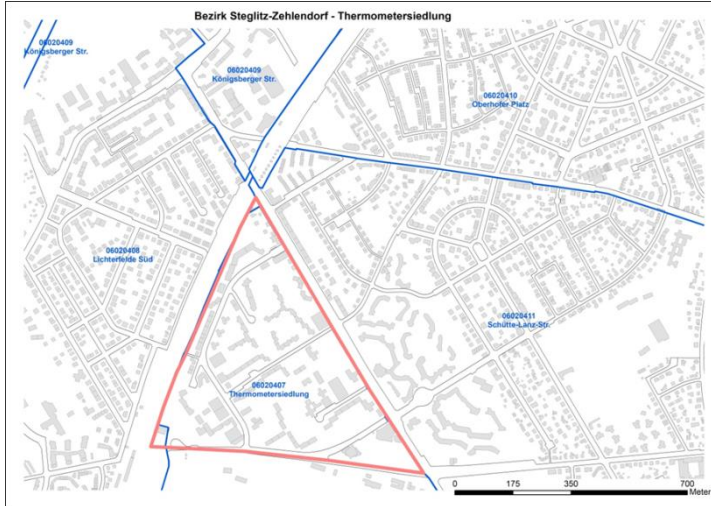 Bezirk Steglitz-Zehlendorf - Thermometersiedlung
06020409
Königsberger Str.
06020409
Königsberger Str.
06020410
Oberhofer Platz
06020408
Lichterfelde Süd
06020411
Schütte-Lanz-Str.
06020407
Thermometersiedlung
0 175 350 700
Meter